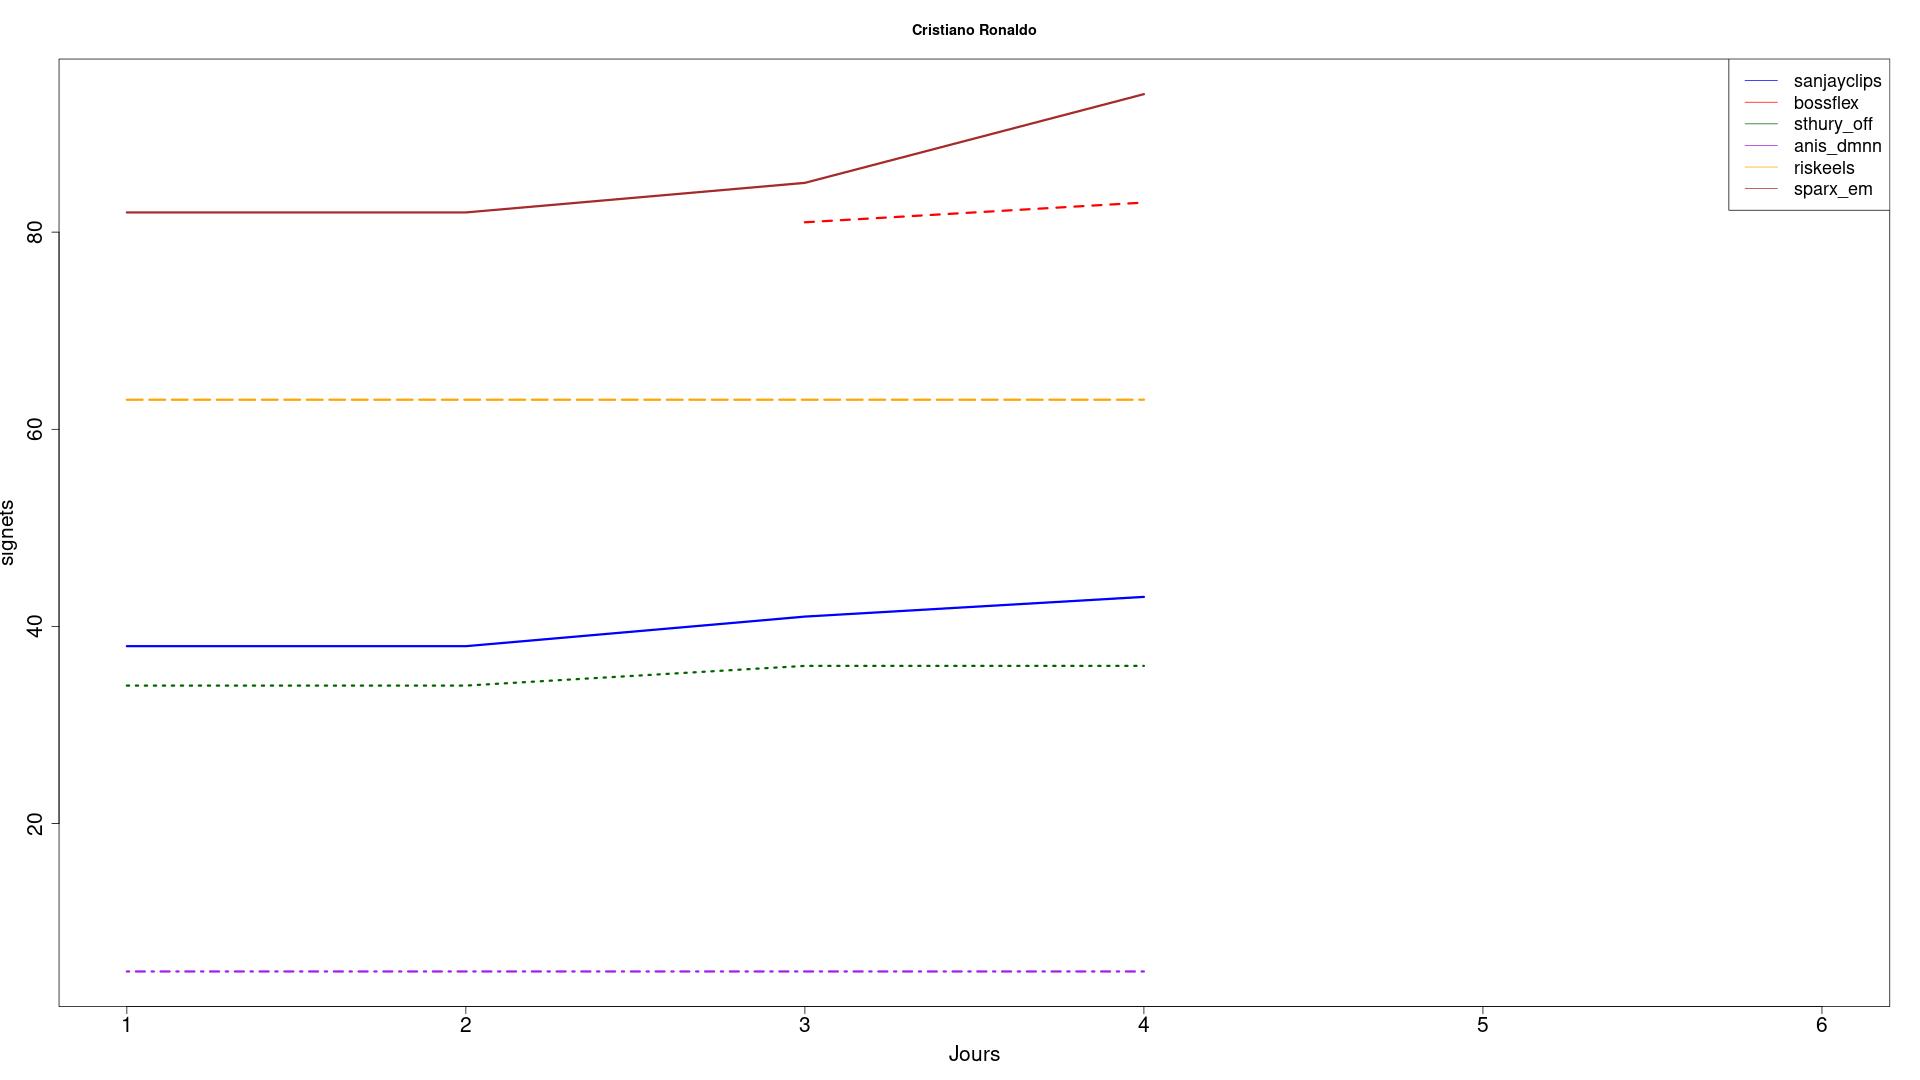 Cristiano Ronaldo
sanjayclips
bossflex
sthury_off
anis_dmnn
riskeels
sparx_em
signets
80
60
40
20
1 2 3 4 5 6
Jours